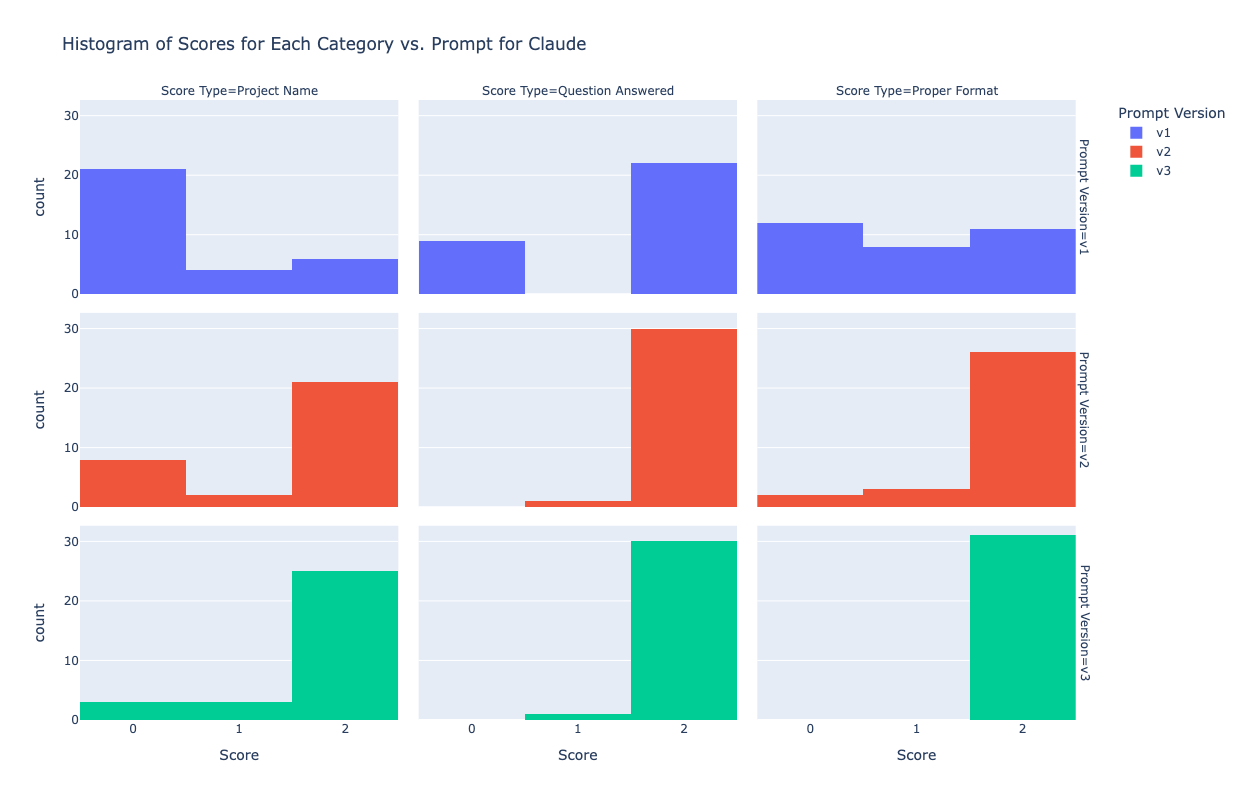 Histogram of Scores for Each Category vs. Prompt for Claude
Score Type=Project Name
Score Type=Question Answered
Score Type=Proper Format
Prompt Version
v1
v2
v3
30
20
10
0
count
Prompt Version=v1
30
20
10
0
count
Prompt Version=v2
30
20
10
0
count
Prompt Version=v3
0 1 2
0 1 2
0 1 2
Score
Score
Score